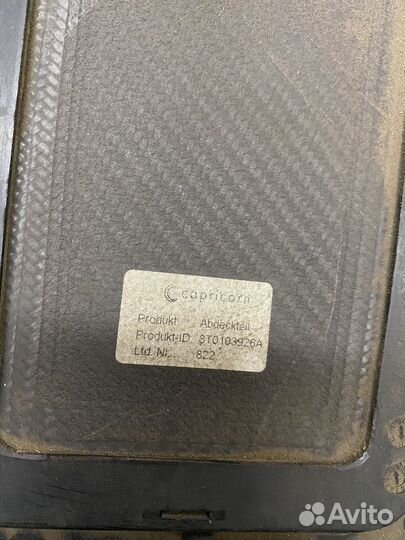 capricorn
Produkt Abdeckteil
Produkt-ID 8T0103926A
Lfd. Nr. 822
Avito